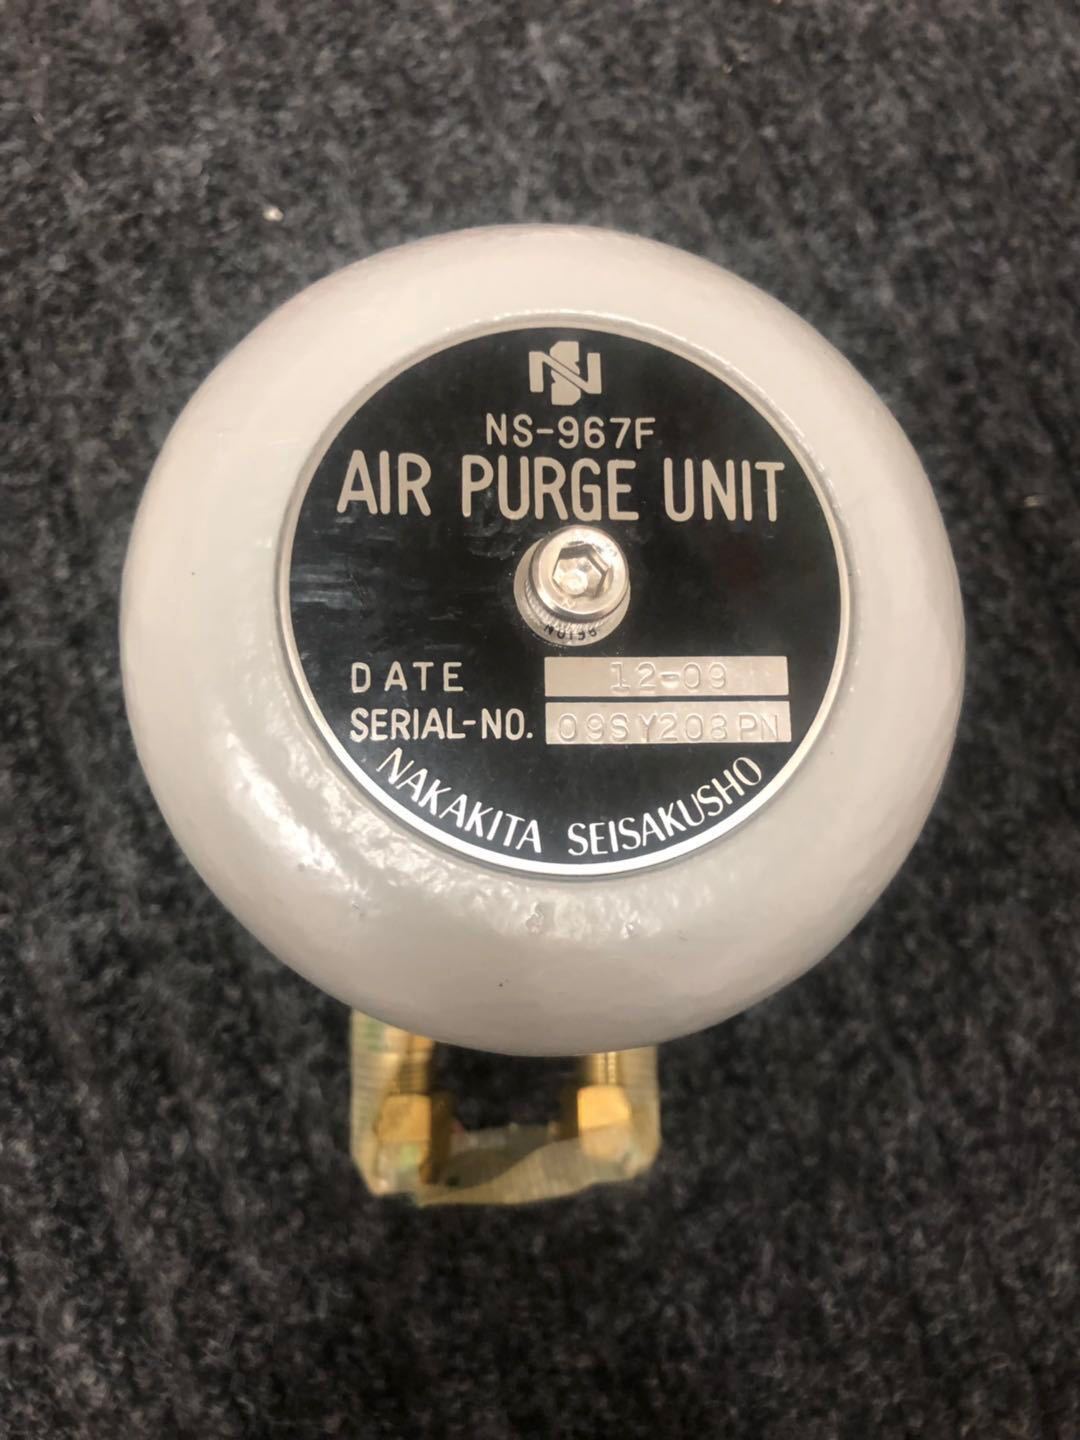 NS-967F
AIR PURGE UNIT
DATE 12-09
SERIAL-NO. 09SY208PN
NAKAKITA SEISAKUSHO